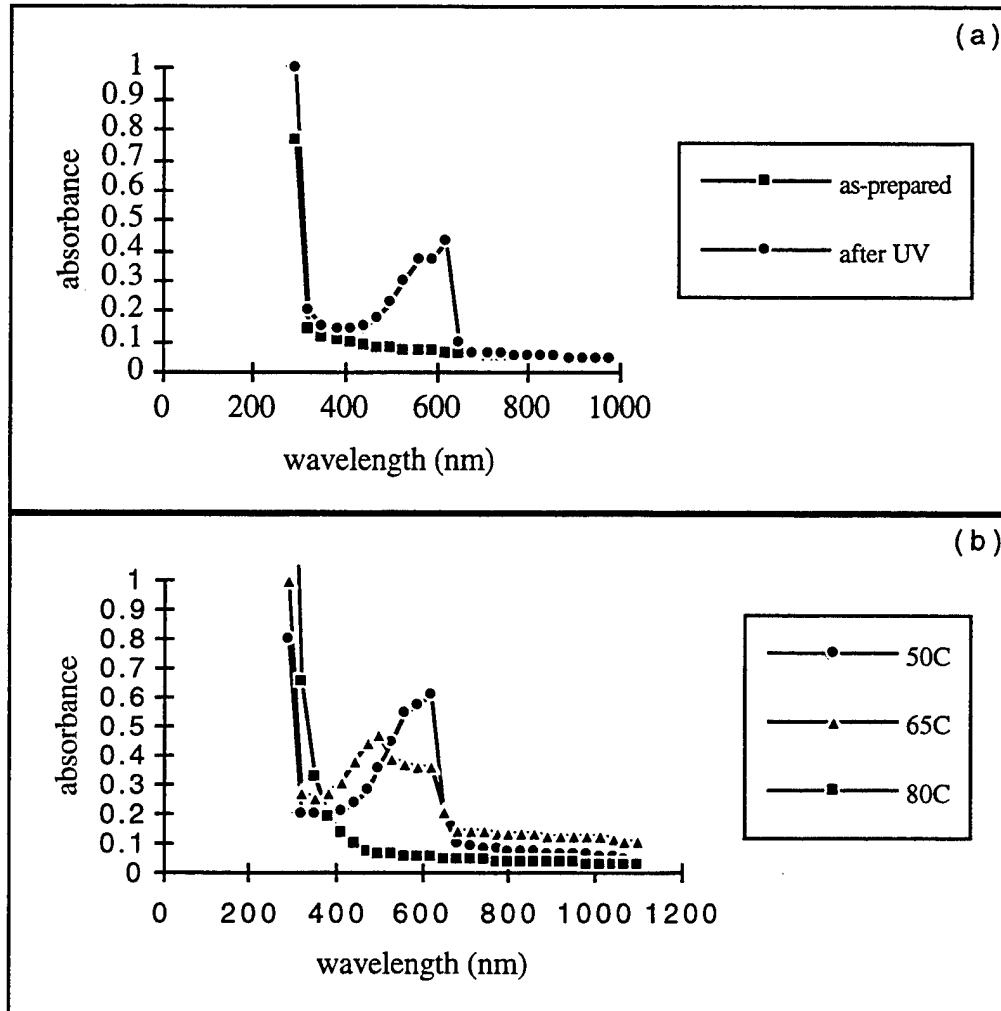 (a)
absorbance
1
0.9
0.8
0.7
0.6
0.5
0.4
0.3
0.2
0.1
0
0 200 400 600 800 1000
wavelength (nm)
as-prepared
after UV
(b)
absorbance
1
0.9
0.8
0.7
0.6
0.5
0.4
0.3
0.2
0.1
0
0 200 400 600 800 1000 1200
wavelength (nm)
50C
65C
80C